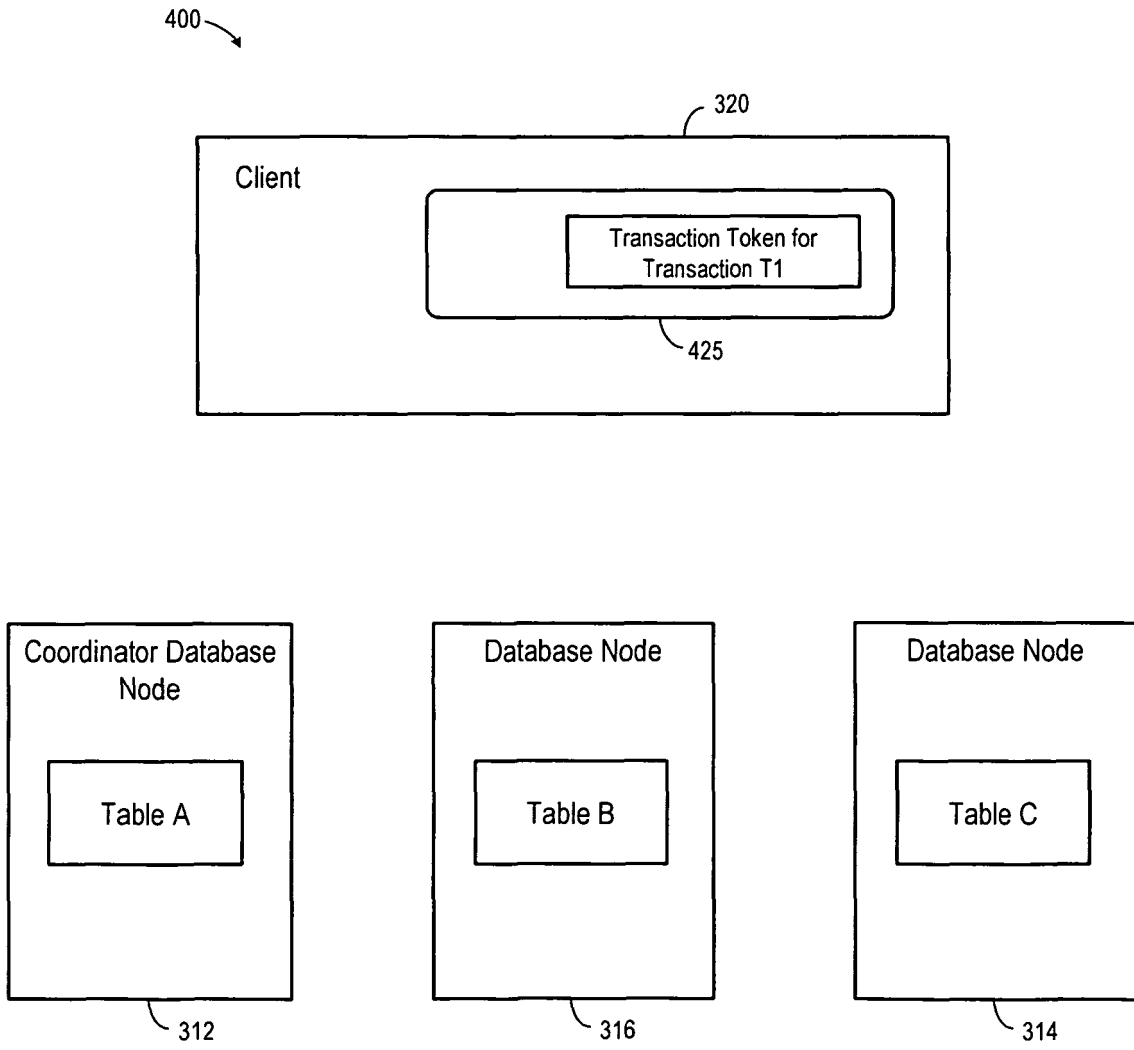 400
320
Client
Transaction Token for
Transaction T1
425
Coordinator Database
Node
Table A
312
Database Node
Table B
316
Database Node
Table C
314